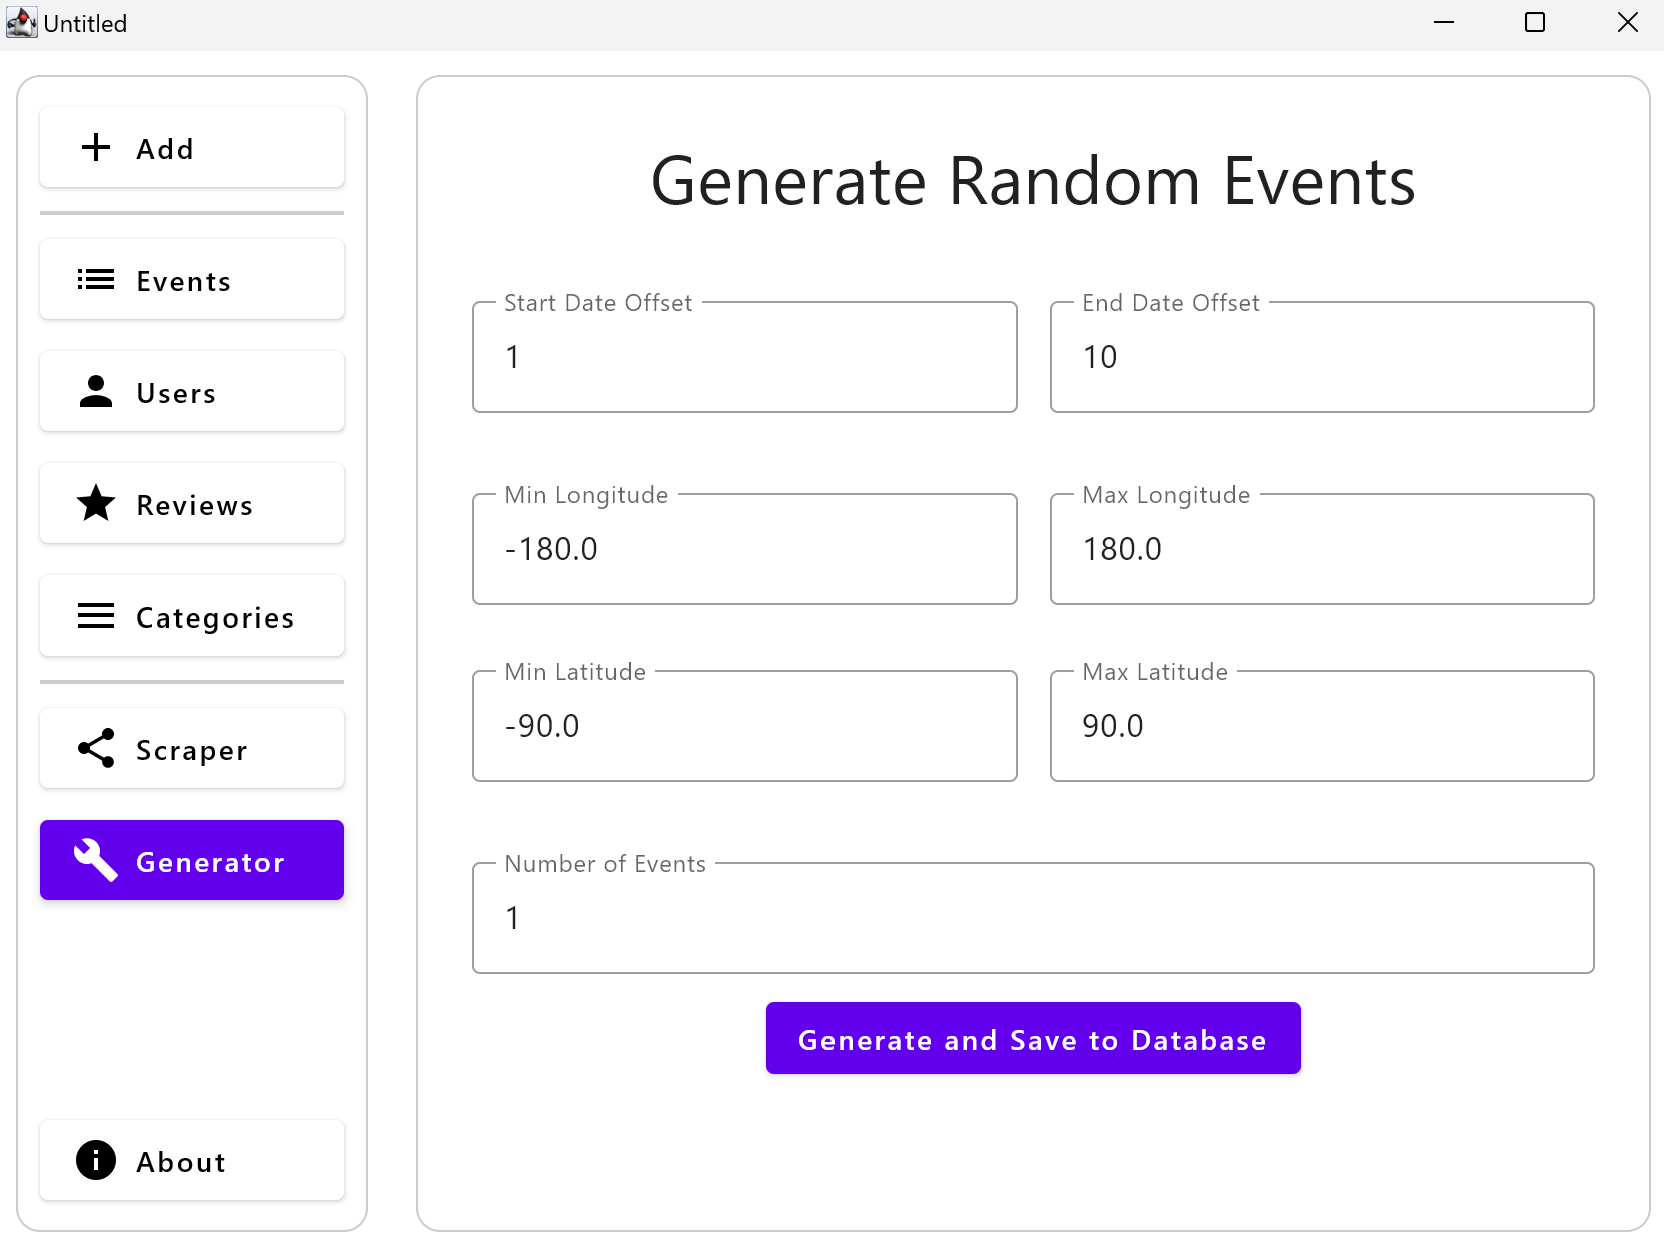 Untitled
Add
Events
Users
Reviews
Categories
Scraper
Generator
About
Generate Random Events
Start Date Offset
1
End Date Offset
10
Min Longitude
-180.0
Max Longitude
180.0
Min Latitude
-90.0
Max Latitude
90.0
Number of Events
1
Generate and Save to Database